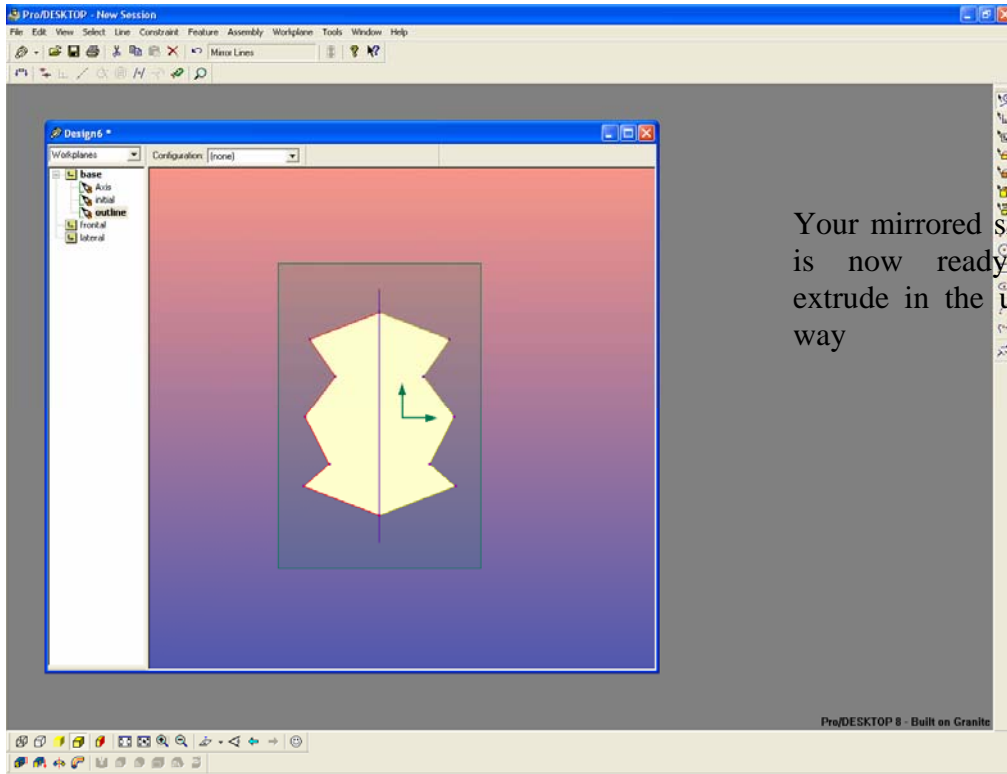 Pro/DESKTOP - New Session
File Edit View Select Line Constraint Feature Assembly Workplane Tools Window Help
Mirror Lines
Design6 *
Workplanes Configuration: (none)
base
Axis
initial
outline
frontal
lateral
Your mirrored s
is now ready
extrude in the u
way
Pro/DESKTOP 8 - Built on Granite